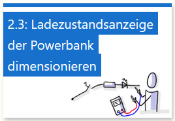 2.3: Ladezustandsanzeige
der Powerbank
dimensionieren